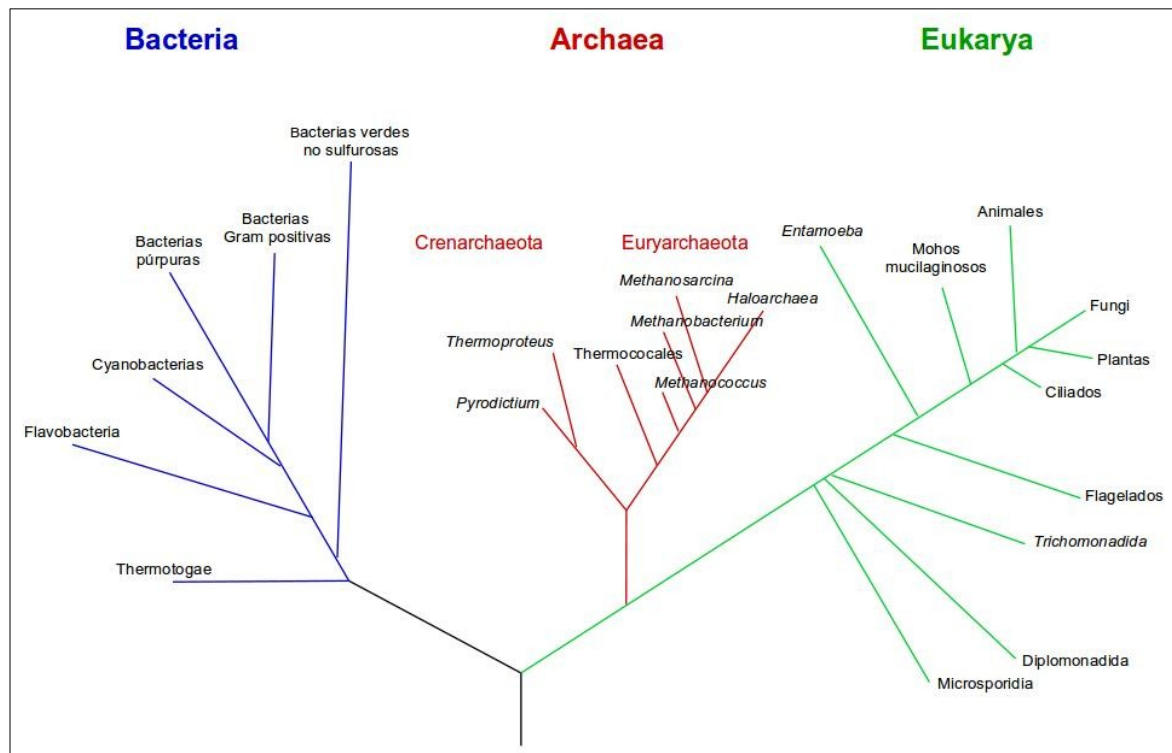 Bacteria
Archaea
Eukarya
Bacterias verdes
no sulfurosas
Bacterias
Gram positivas
Bacterias
púrpuras
Cyanobacterias
Flavobacteria
Thermotogae
Crenarchaeota
Euryarchaeota
Methanosarcina
Haloarchaea
Methanobacterium
Thermoproteus
Thermococales
Methanococcus
Pyrodictium
Entamoeba
Animales
Mohos
mucilaginosos
Fungi
Plantas
Ciliados
Flagelados
Trichomonadida
Diplomonadida
Microsporidia